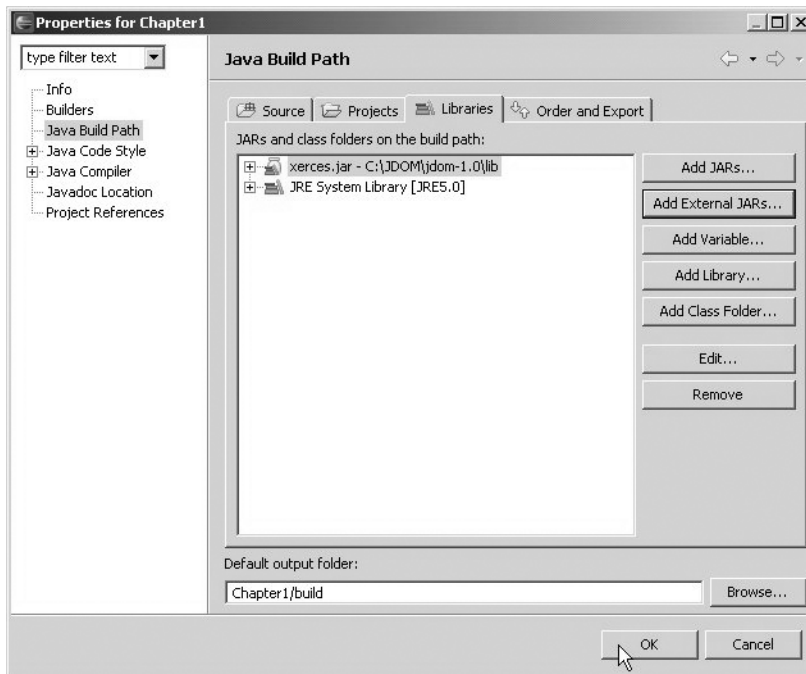 Properties for Chapter1
type filter text
Info
Builders
Java Build Path
Java Code Style
Java Compiler
Javadoc Location
Project References
Java Build Path
Source Projects Libraries Order and Export
JARs and class folders on the build path:
xerces.jar - C:\JDOM\jdom-1.0\lib
JRE System Library [JRE5.0]
Add JARs...
Add External JARs...
Add Variable...
Add Library...
Add Class Folder...
Edit...
Remove
Default output folder:
Chapter1/build
Browse...
OK Cancel